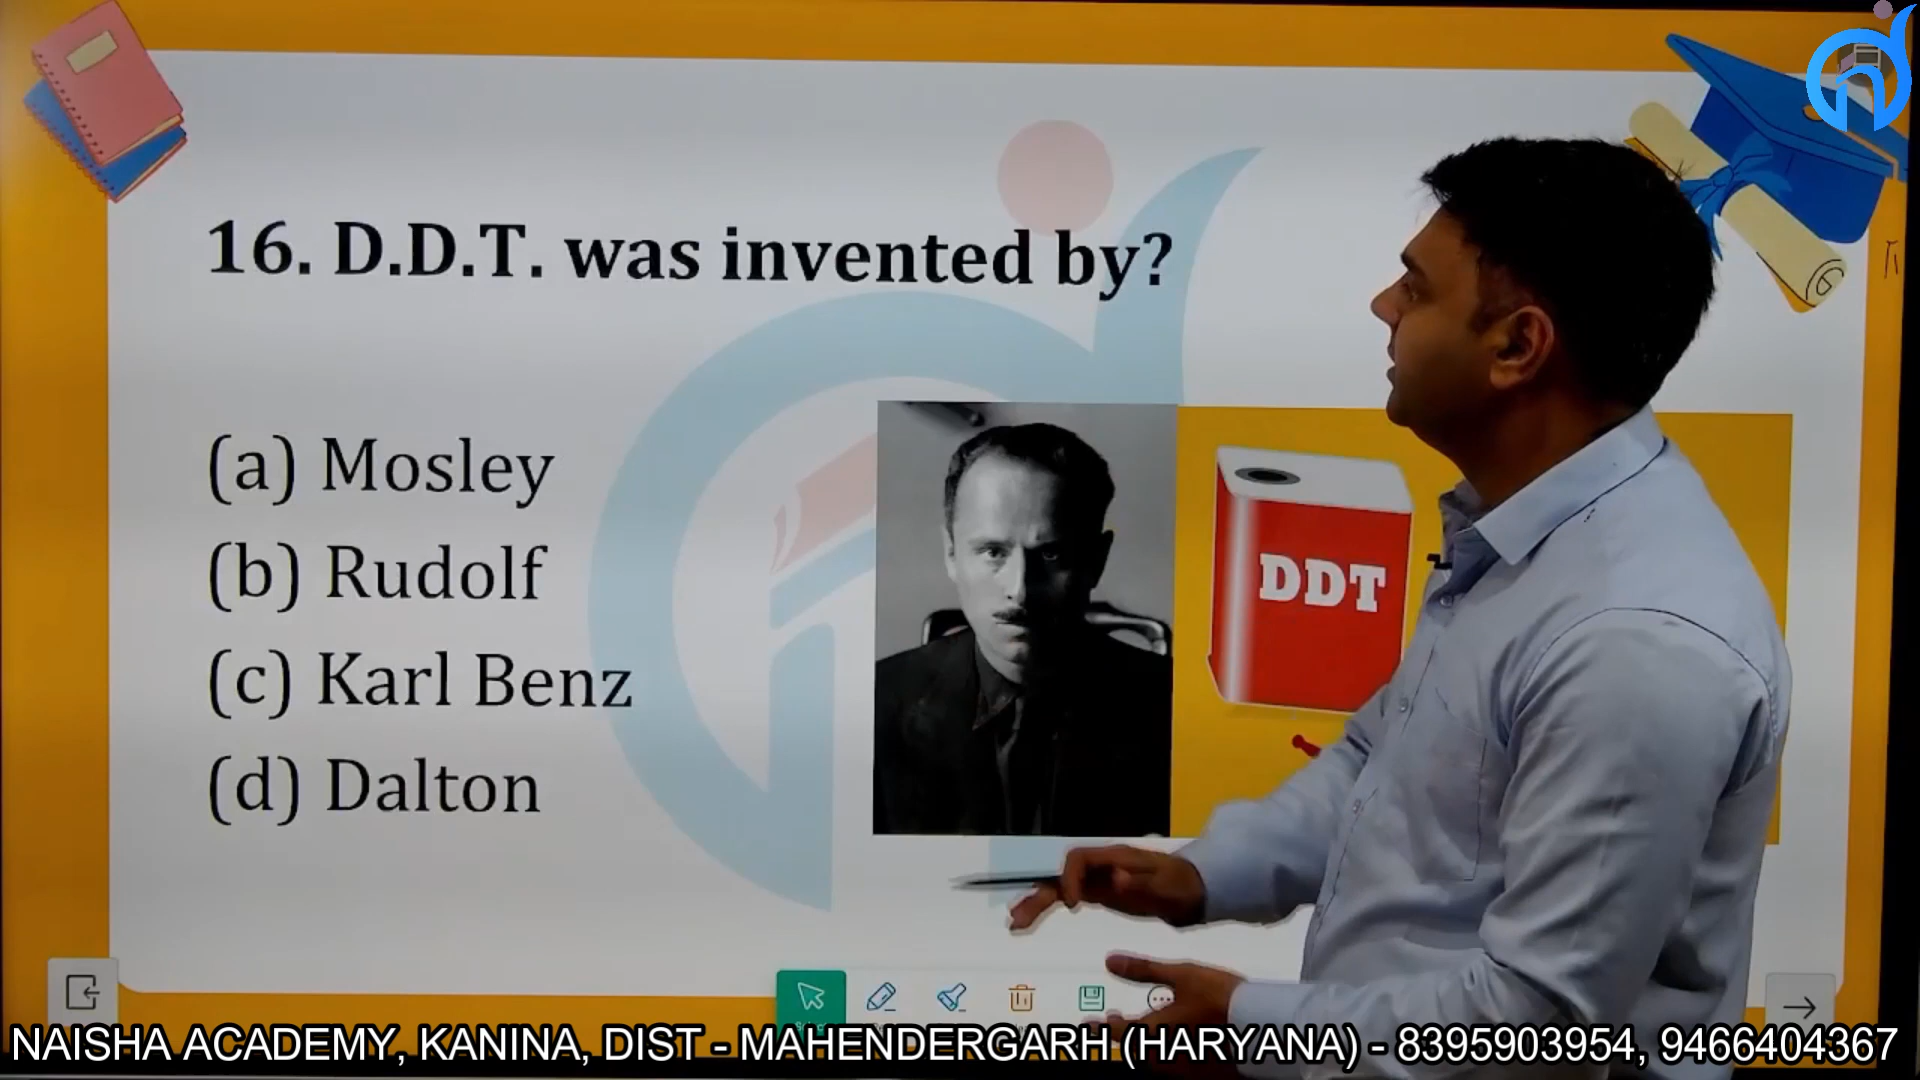 16. D.D.T. was invented by?
(a) Mosley
(b) Rudolf
(c) Karl Benz
(d) Dalton
DDT
NAISHA ACADEMY, KANINA, DIST - MAHENDERGARH (HARYANA) - 8395903954, 9466404367